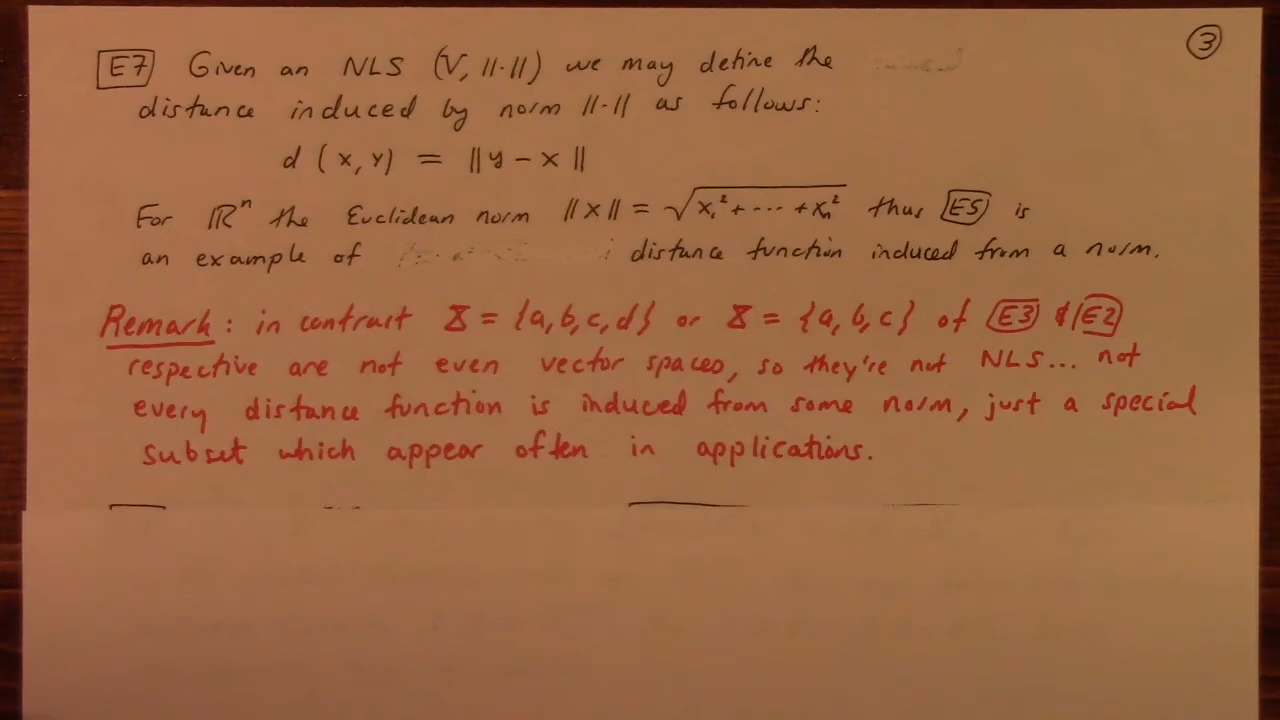 ③
E7 Given an NLS (V, ||·||) we may define the
distance induced by norm ||·|| as follows:
d(x, y) = ||y - x||
For ℝⁿ the Euclidean norm ||x|| = √(x₁² + ··· + xₙ²) thus E5 is
an example of distance function induced from a norm.
Remark: in contract X = {a, b, c, d} or X = {a, b, c} of E3 & E2
respective are not even vector spaces, so they're not NLS... not
every distance function is induced from some norm, just a special
subset which appear often in applications.